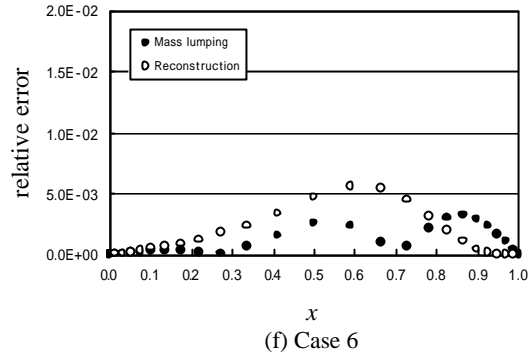 2.0E-02
Mass lumping
Reconstruction
1.5E-02
relative error
1.0E-02
5.0E-03
0.0E+00
0.0 0.1 0.2 0.3 0.4 0.5 0.6 0.7 0.8 0.9 1.0
x
(f) Case 6